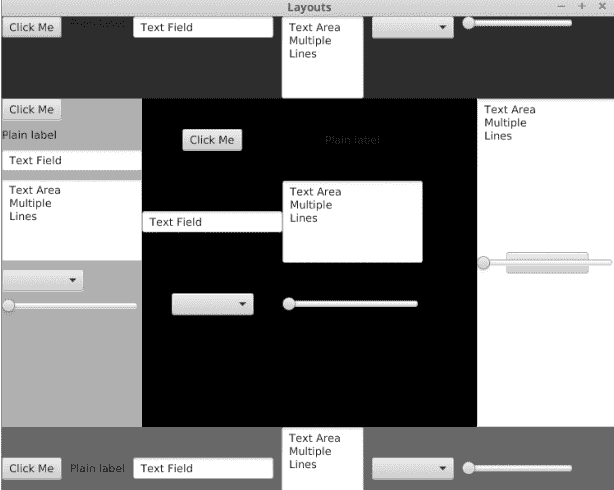 Layouts
Click Me Plain label Text Field
Text Area
Multiple
Lines
Click Me
Plain label
Text Field
Text Area
Multiple
Lines
Click Me Plain label
Text Field
Text Area
Multiple
Lines
Text Area
Multiple
Lines
Click Me Plain label Text Field
Text Area
Multiple
Lines